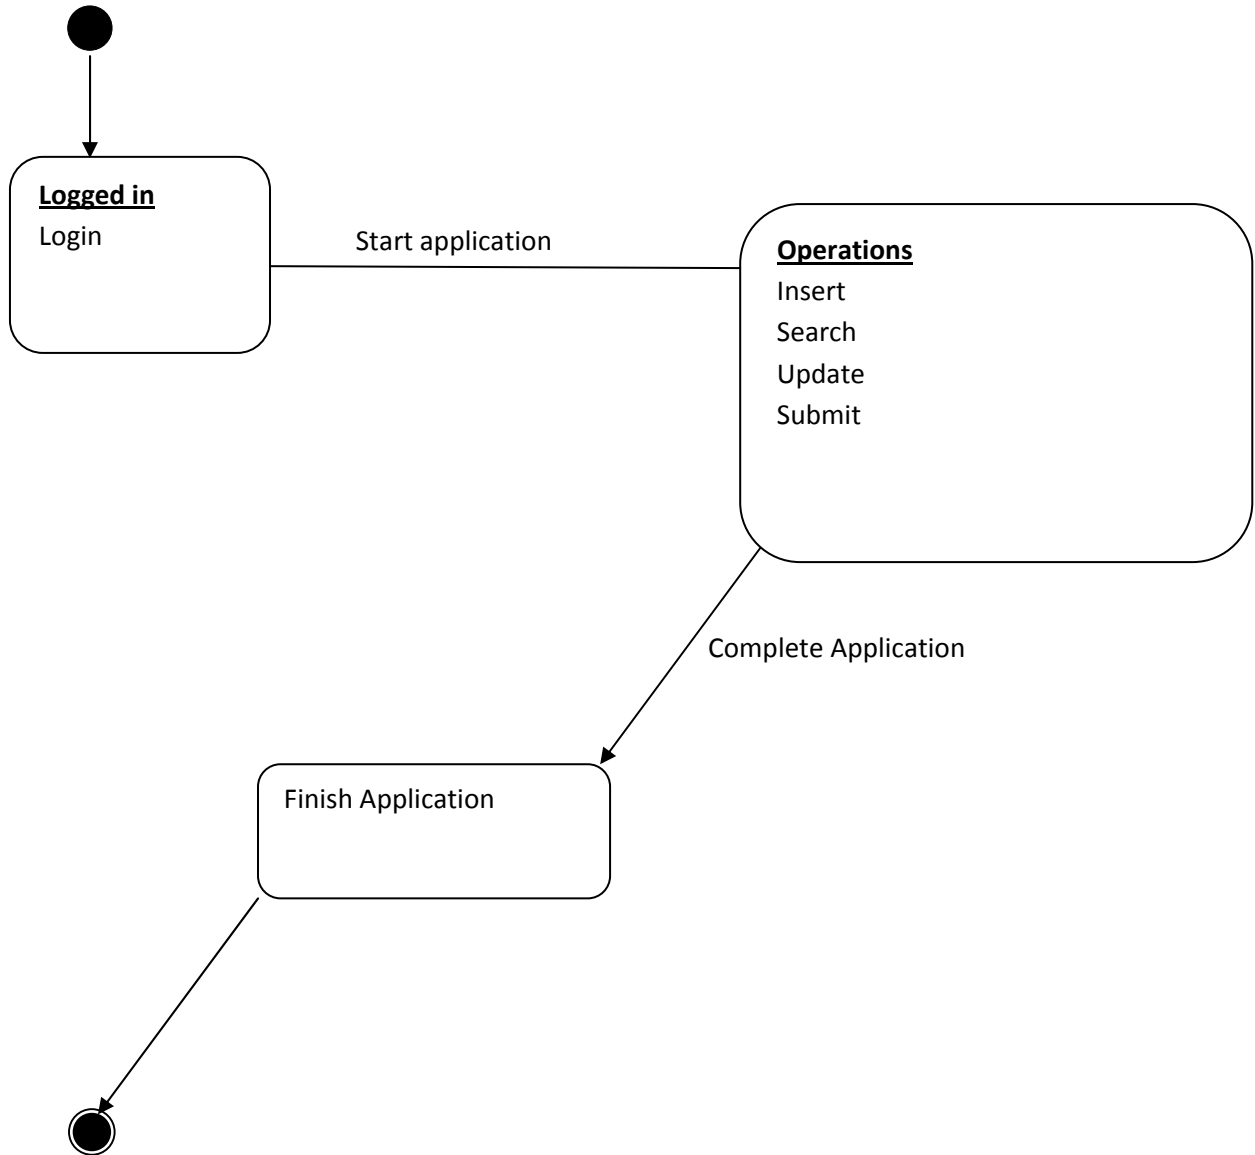 Logged in
Login
Start application
Operations
Insert
Search
Update
Submit
Complete Application
Finish Application